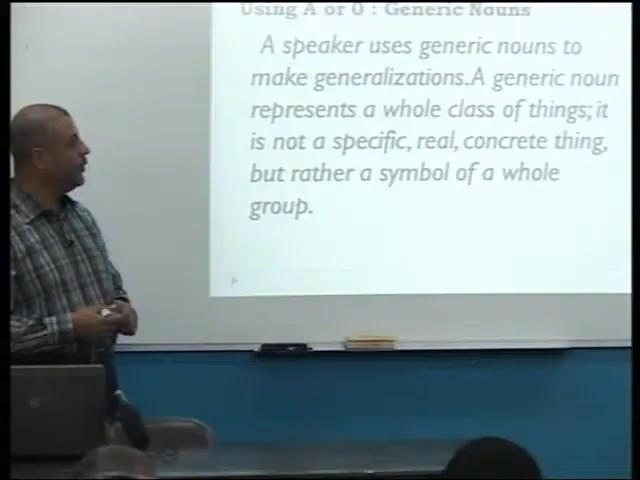 Using A or O : Generic Nouns
A speaker uses generic nouns to
make generalizations.A generic noun
represents a whole class of things; it
is not a specific, real, concrete thing,
but rather a symbol of a whole
group.